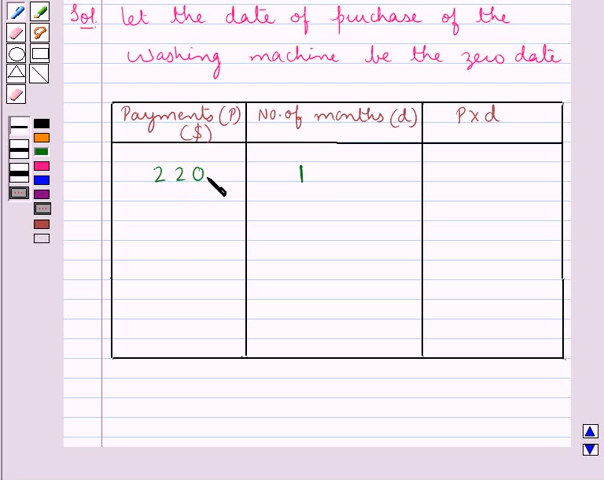 Sol. Let the date of purchase of the
washing machine be the zero date
Payments (P) ($) No. of months (d) P x d
220 1